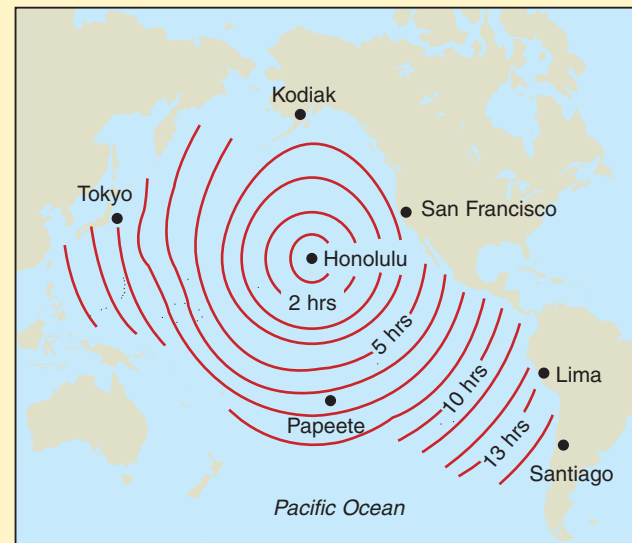 Kodiak
Tokyo
San Francisco
Honolulu
2 hrs
5 hrs
10 hrs
Lima
Papeete
13 hrs
Santiago
Pacific Ocean